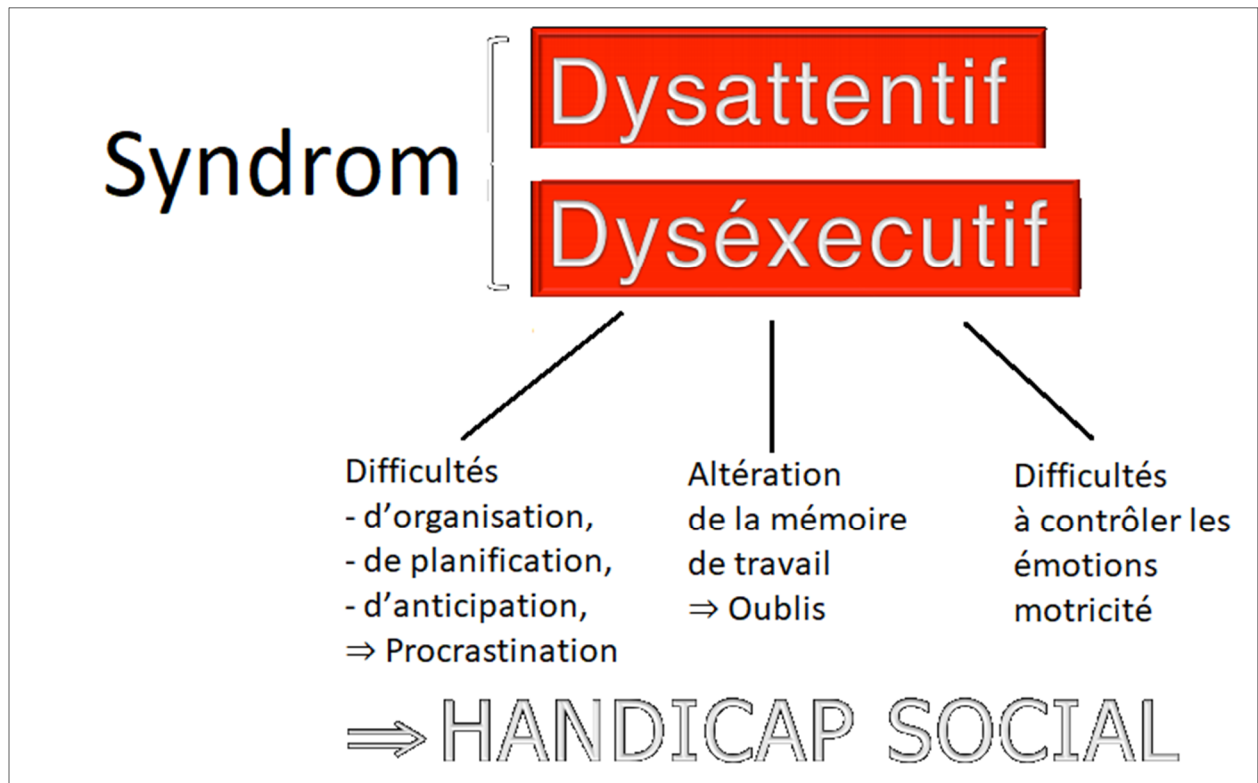 Syndrom
Dysattentif
Dyséxecutif
Difficultés
- d'organisation,
- de planification,
- d'anticipation,
⇒ Procrastination
Altération
de la mémoire
de travail
⇒ Oublis
Difficultés
à contrôler les
émotions
motricité
⇒ HANDICAP SOCIAL